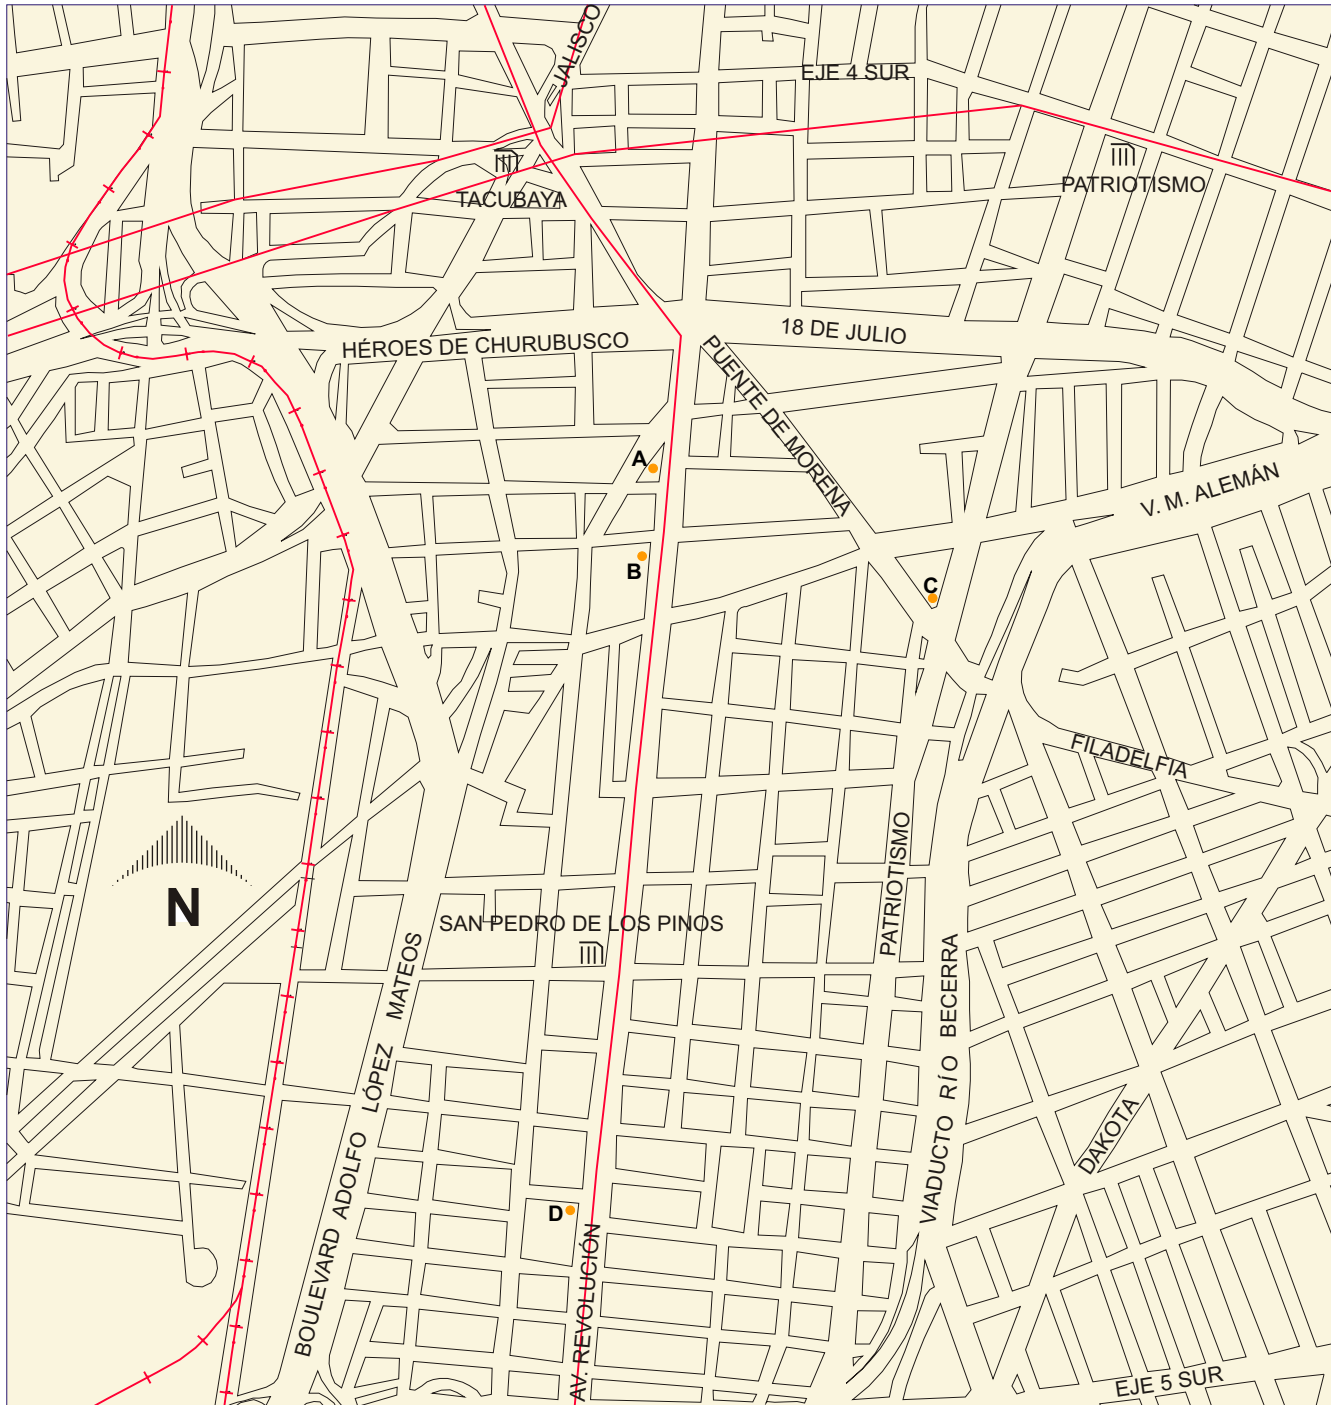 JALISCO
EJE 4 SUR
TACUBAYA
PATRIOTISMO
HÉROES DE CHURUBUSCO
18 DE JULIO
PUENTE DE MORENA
A
V. M. ALEMÁN
B
C
FILADELFIA
PATRIOTISMO
N
SAN PEDRO DE LOS PINOS
BOULEVARD ADOLFO LÓPEZ MATEOS
VIADUCTO RÍO BECERRA
DAKOTA
D
AV. REVOLUCIÓN
EJE 5 SUR